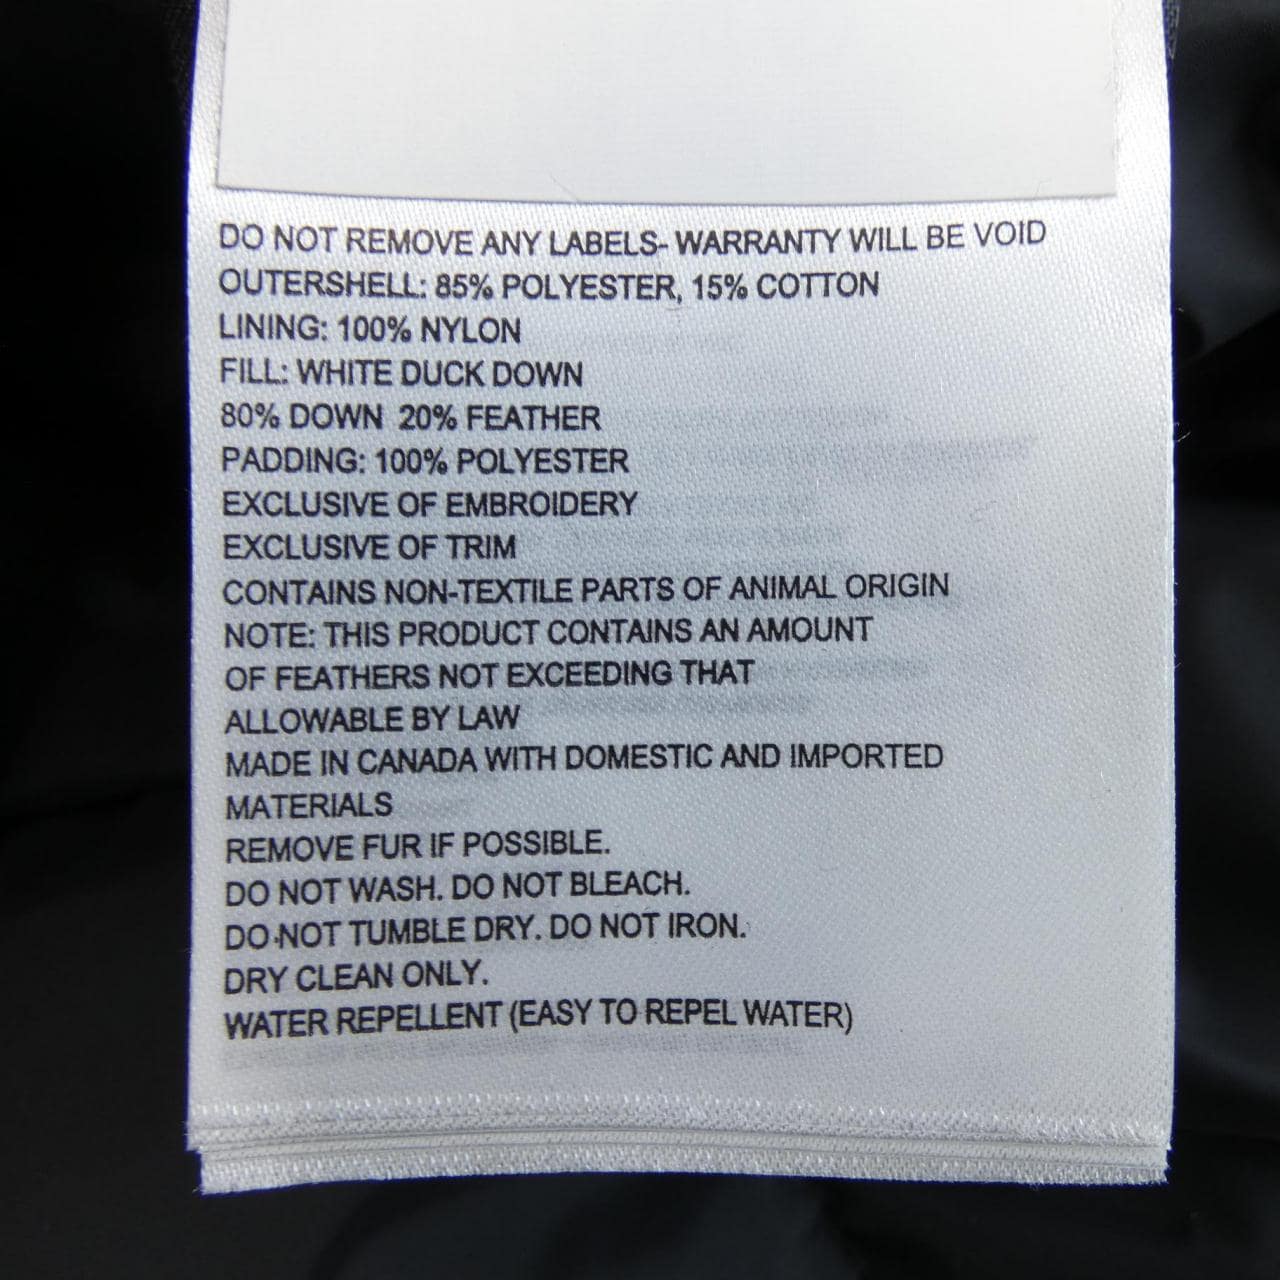 DO NOT REMOVE ANY LABELS- WARRANTY WILL BE VOID
OUTERSHELL: 85% POLYESTER, 15% COTTON
LINING: 100% NYLON
FILL: WHITE DUCK DOWN
80% DOWN 20% FEATHER
PADDING: 100% POLYESTER
EXCLUSIVE OF EMBROIDERY
EXCLUSIVE OF TRIM
CONTAINS NON-TEXTILE PARTS OF ANIMAL ORIGIN
NOTE: THIS PRODUCT CONTAINS AN AMOUNT
OF FEATHERS NOT EXCEEDING THAT
ALLOWABLE BY LAW
MADE IN CANADA WITH DOMESTIC AND IMPORTED
MATERIALS
REMOVE FUR IF POSSIBLE.
DO NOT WASH. DO NOT BLEACH.
DO NOT TUMBLE DRY. DO NOT IRON.
DRY CLEAN ONLY.
WATER REPELLENT (EASY TO REPEL WATER)